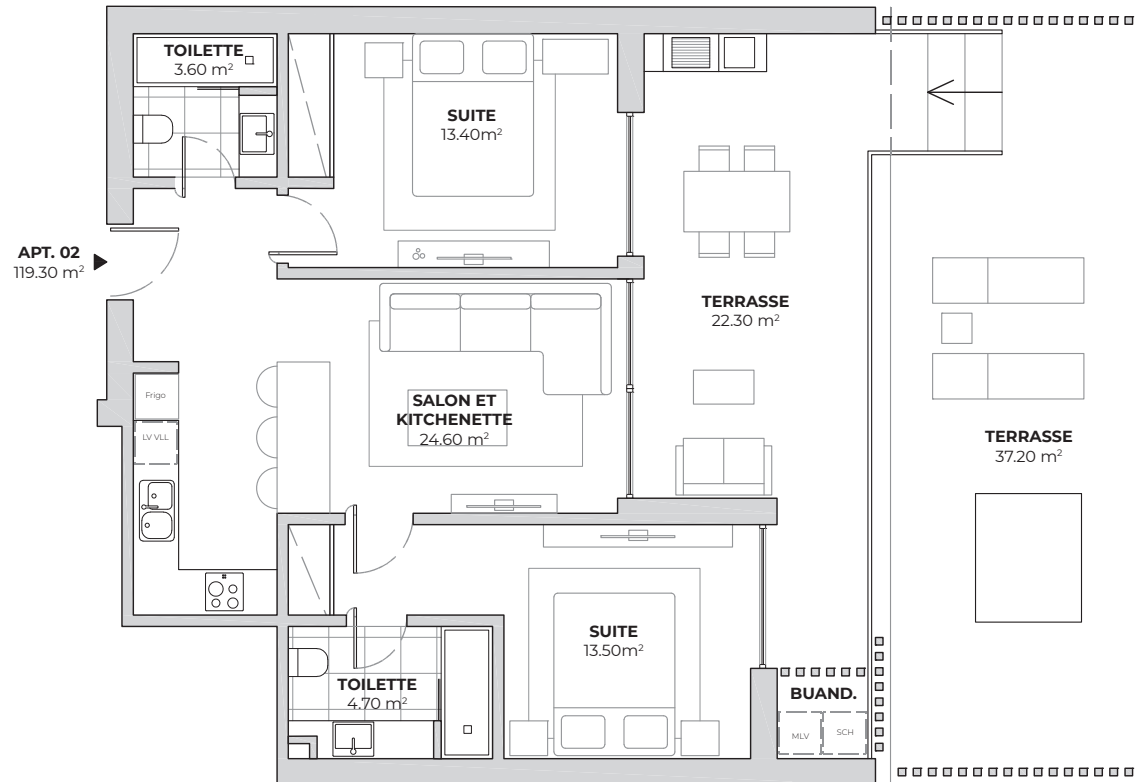 TOILETTE
3.60 m²
SUITE
13.40m²
APT. 02
119.30 m²
TERRASSE
22.30 m²
Frigo
LV VLL
SALON ET
KITCHENETTE
24.60 m²
TERRASSE
37.20 m²
SUITE
13.50m²
TOILETTE
4.70 m²
BUAND.
MLV
SCH